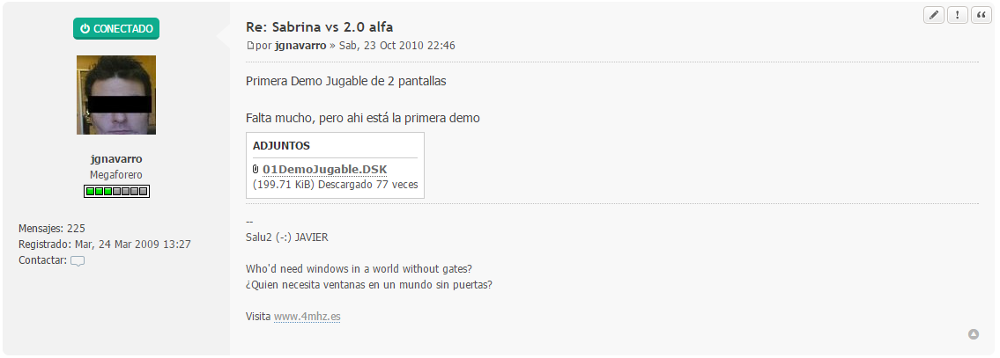 CONECTADO
jgnavarro
Megaforero
Mensajes: 225
Registrado: Mar, 24 Mar 2009 13:27
Contactar:
Re: Sabrina vs 2.0 alfa
por jgnavarro » Sab, 23 Oct 2010 22:46
Primera Demo Jugable de 2 pantallas
Falta mucho, pero ahi está la primera demo
ADJUNTOS
01DemoJugable.DSK
(199.71 KiB) Descargado 77 veces
--
Salu2 (-:) JAVIER
Who'd need windows in a world without gates?
¿Quien necesita ventanas en un mundo sin puertas?
Visita www.4mhz.es